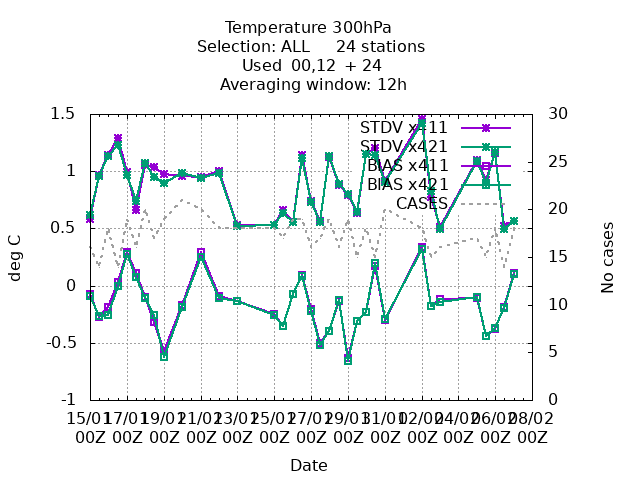 Temperature 300hPa
Selection: ALL 24 stations
Used 00,12 + 24
Averaging window: 12h
1.5
1
0.5
0
-0.5
-1
30
25
20
15
10
5
0
STDV x411
STDV x421
BIAS x411
BIAS x421
CASES
deg C
No cases
15/01 17/01 19/01 21/01 23/01 25/01 27/01 29/01 31/01 02/02 04/02 06/02 08/02
00Z 00Z 00Z 00Z 00Z 00Z 00Z 00Z 00Z 00Z 00Z 00Z 00Z
Date